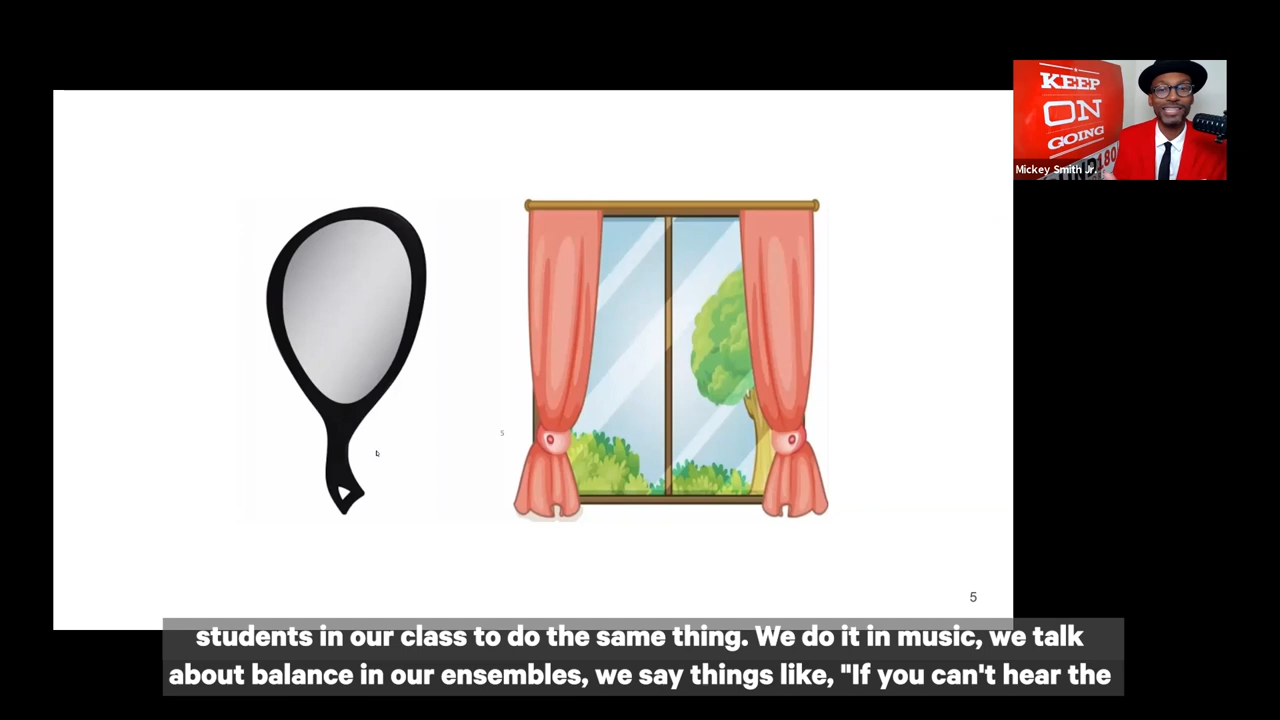 KEEP
ON
GOING
Mickey Smith Jr.
5
5
students in our class to do the same thing. We do it in music, we talk
about balance in our ensembles, we say things like, "If you can't hear the